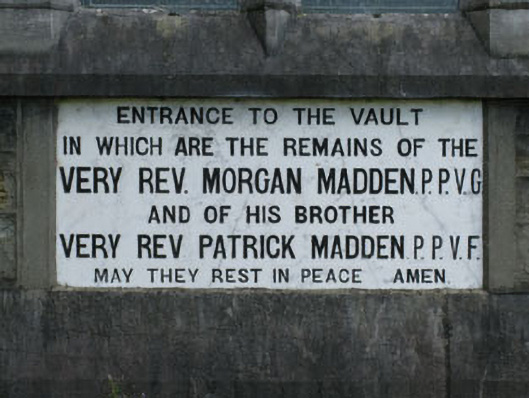 ENTRANCE TO THE VAULT
IN WHICH ARE THE REMAINS OF THE
VERY REV. MORGAN MADDEN.P.P.V.G
AND OF HIS BROTHER
VERY REV PATRICK MADDEN.P.P.V.F.
MAY THEY REST IN PEACE AMEN.